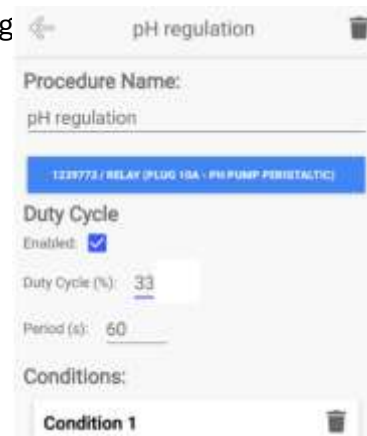 g
pH regulation
Procedure Name:
pH regulation
1239773 / RELAY (PLUG 10A - PH PUMP PERISTALTIC)
Duty Cycle
Enabled:
Duty Cycle (%): 33
Period (s): 60
Conditions:
Condition 1